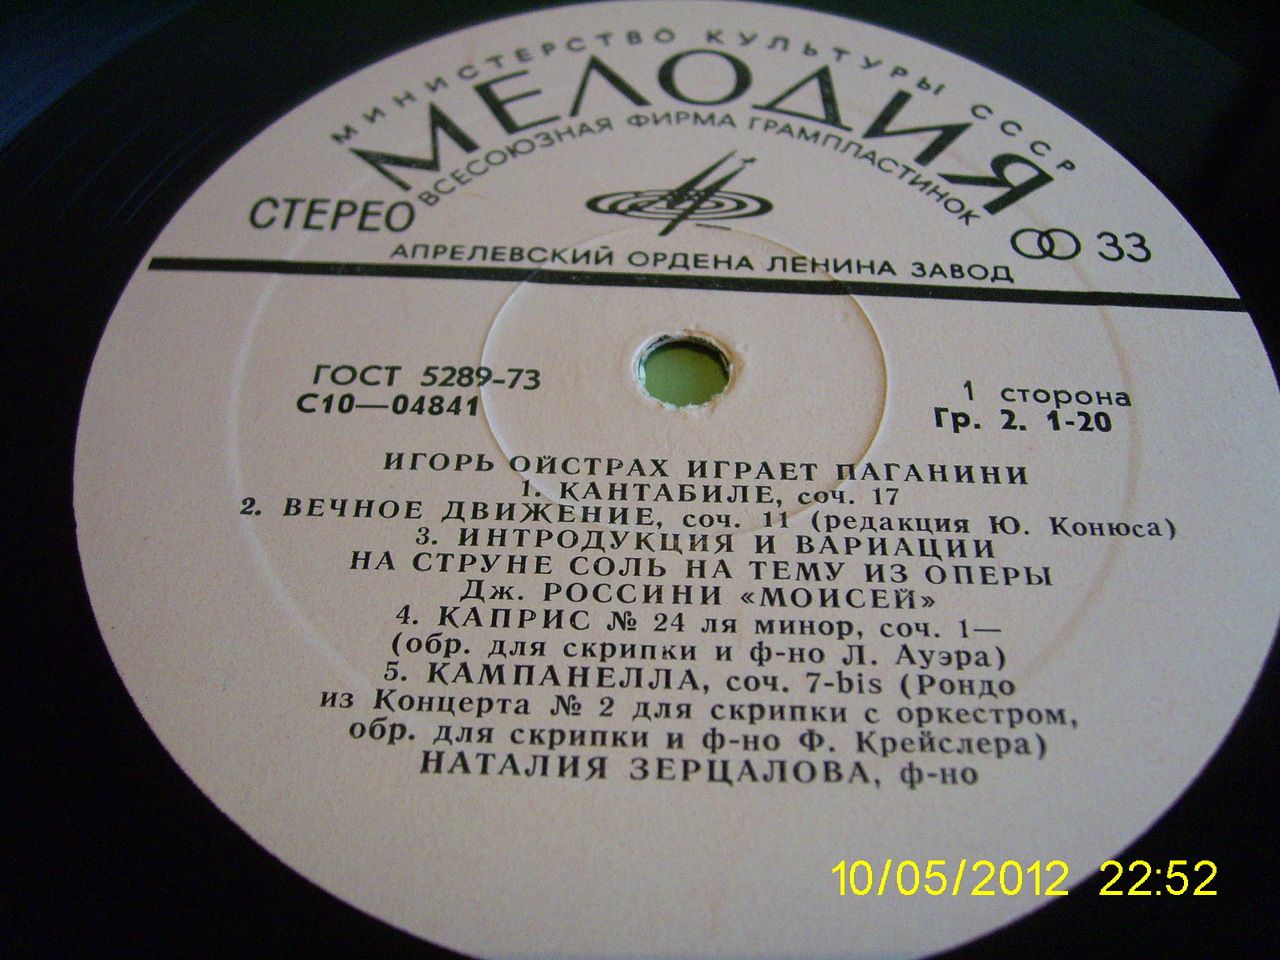 МИНИСТЕРСТВО КУЛЬТУРЫ СССР
МЕЛОДИЯ
ВСЕСОЮЗНАЯ ФИРМА ГРАМПЛАСТИНОК
СТЕРЕО
33
АПРЕЛЕВСКИЙ ОРДЕНА ЛЕНИНА ЗАВОД
ГОСТ 5289-73
С10—04841
1 сторона
Гр. 2. 1-20
ИГОРЬ ОЙСТРАХ ИГРАЕТ ПАГАНИНИ
1. КАНТАБИЛЕ, соч. 17
2. ВЕЧНОЕ ДВИЖЕНИЕ, соч. 11 (редакция Ю. Конюса)
3. ИНТРОДУКЦИЯ И ВАРИАЦИИ
НА СТРУНЕ СОЛЬ НА ТЕМУ ИЗ ОПЕРЫ
Дж. РОССИНИ «МОИСЕЙ»
4. КАПРИС № 24 ля минор, соч. 1—
(обр. для скрипки и ф-но Л. Ауэра)
5. КАМПАНЕЛЛА, соч. 7-bis (Рондо
из Концерта № 2 для скрипки с оркестром,
обр. для скрипки и ф-но Ф. Крейслера)
НАТАЛИЯ ЗЕРЦАЛОВА, ф-но
10/05/2012 22:52